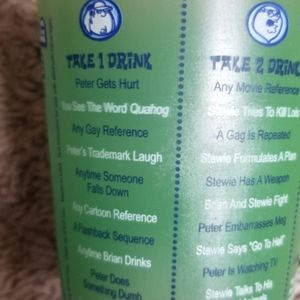 TAKE 1 DRINK
Peter Gets Hurt
You See The Word Quahog
Any Gay Reference
Peter's Trademark Laugh
Anytime Someone
Falls Down
Any Cartoon Reference
A Flashback Sequence
Anytime Brian Drinks
Peter Does
Something Dumb
TAKE 2 DRINK
Any Movie Reference
Stewie Tries To Kill Lois
A Gag Is Repeated
Stewie Formulates A Plan
Stewie Has A Weapon
Brian And Stewie Fight
Peter Embarrasses Meg
Stewie Says "Go To Hell"
Peter Is Watching TV
Stewie Talks To His